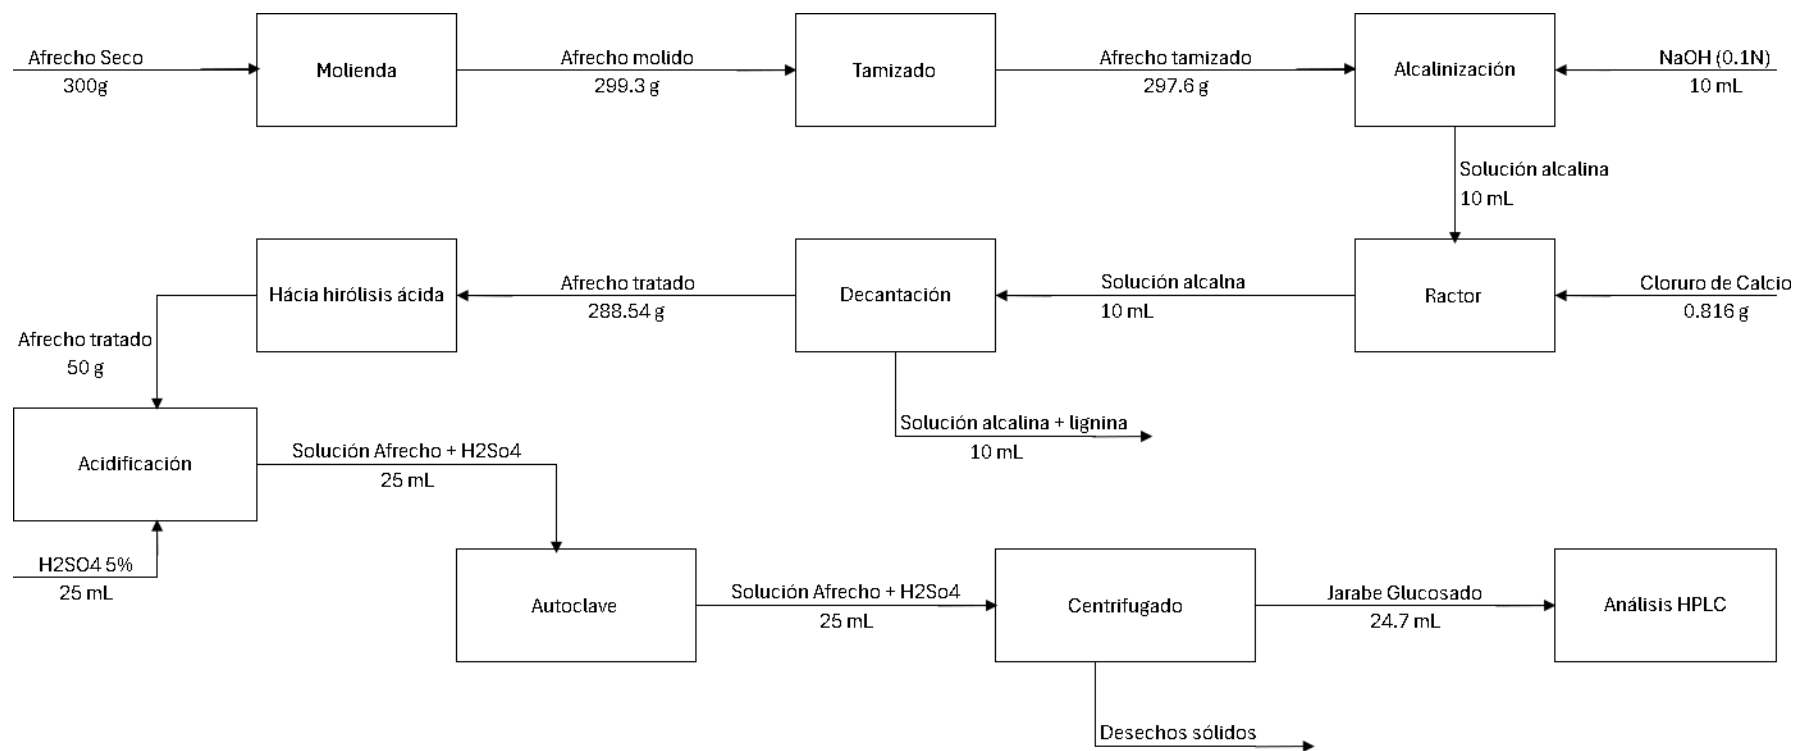 Afrecho Seco
300g
Molienda
Afrecho molido
299.3 g
Tamizado
Afrecho tamizado
297.6 g
Alcalinización
NaOH (0.1N)
10 mL
Solución alcalina
10 mL
Hácia hirólisis ácida
Afrecho tratado
288.54 g
Decantación
Solución alcalna
10 mL
Ractor
Cloruro de Calcio
0.816 g
Afrecho tratado
50 g
Solución alcalina + lignina
10 mL
Acidificación
Solución Afrecho + H2So4
25 mL
H2SO4 5%
25 mL
Autoclave
Solución Afrecho + H2So4
25 mL
Centrifugado
Jarabe Glucosado
24.7 mL
Análisis HPLC
Desechos sólidos